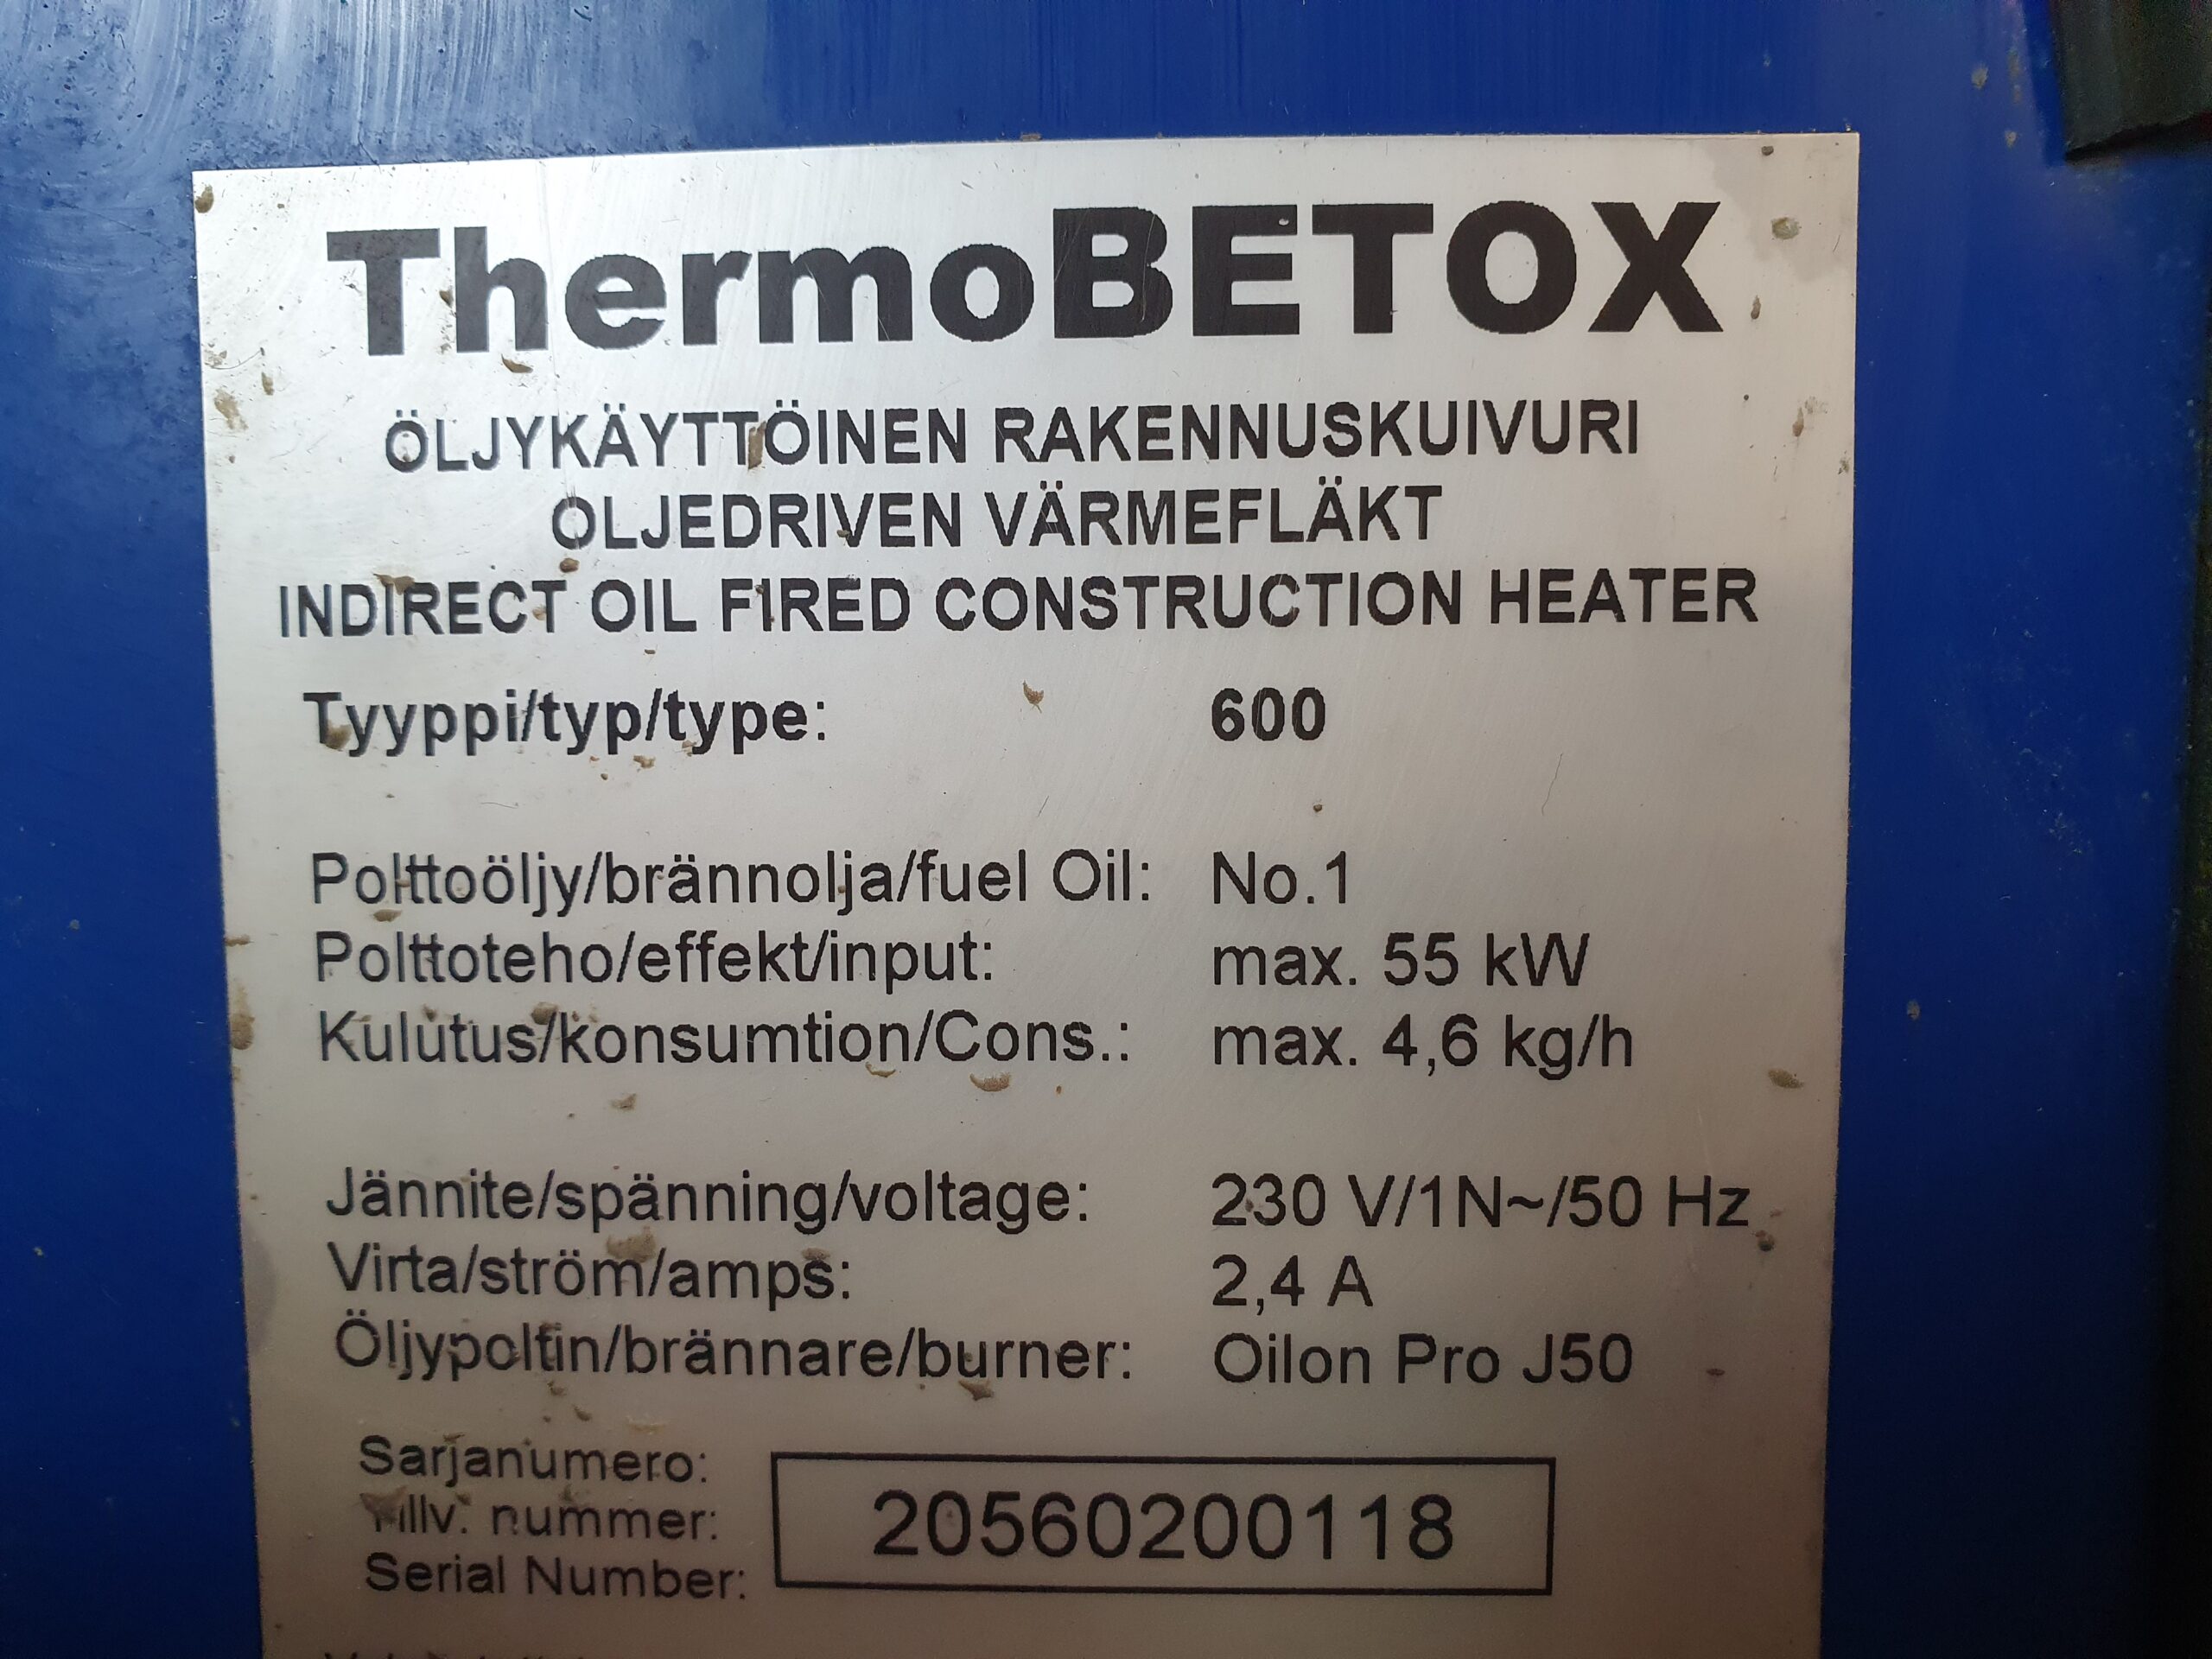 ThermoBETOX
ÖLJYKÄYTTÖINEN RAKENNUSKUIVURI
OLJEDRIVEN VÄRMEFLÄKT
INDIRECT OIL FIRED CONSTRUCTION HEATER
Tyyppi/typ/type: 600
Polttoöljy/brännolja/fuel Oil: No.1
Polttoteho/effekt/input: max. 55 kW
Kulutus/konsumtion/Cons.: max. 4,6 kg/h
Jännite/spänning/voltage: 230 V/1N~/50 Hz
Virta/ström/amps: 2,4 A
Öljypoltin/brännare/burner: Oilon Pro J50
Sarjanumero:
Tillv. nummer: 20560200118
Serial Number: